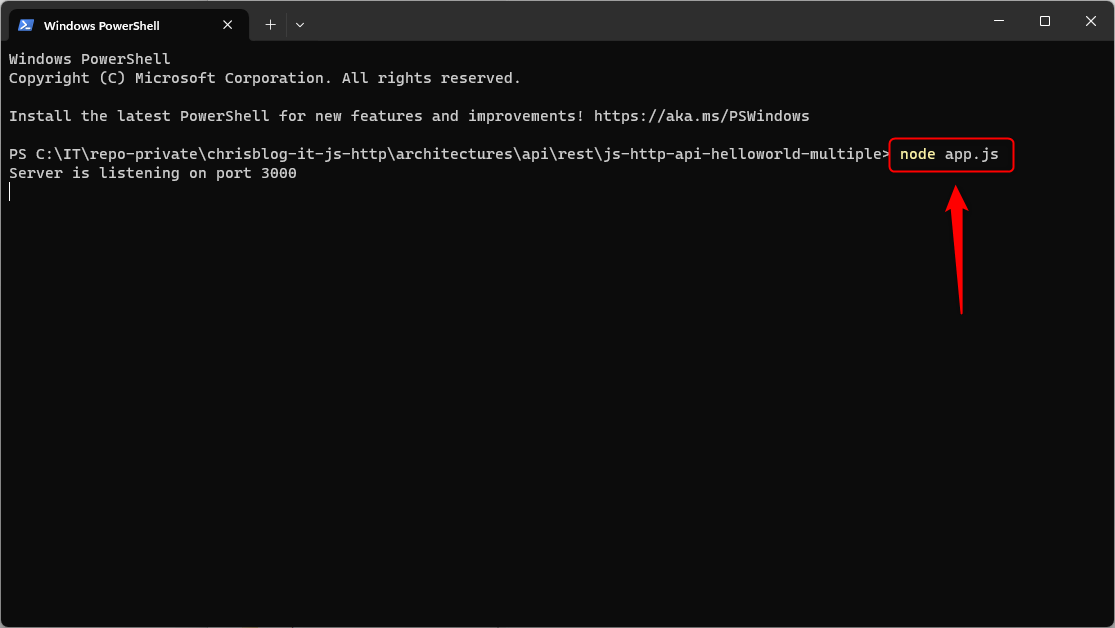 Windows PowerShell
Windows PowerShell
Copyright (C) Microsoft Corporation. All rights reserved.
Install the latest PowerShell for new features and improvements! https://aka.ms/PSWindows
PS C:\IT\repo-private\chrisblog-it-js-http\architectures\api\rest\js-http-api-helloworld-multiple> node app.js
Server is listening on port 3000